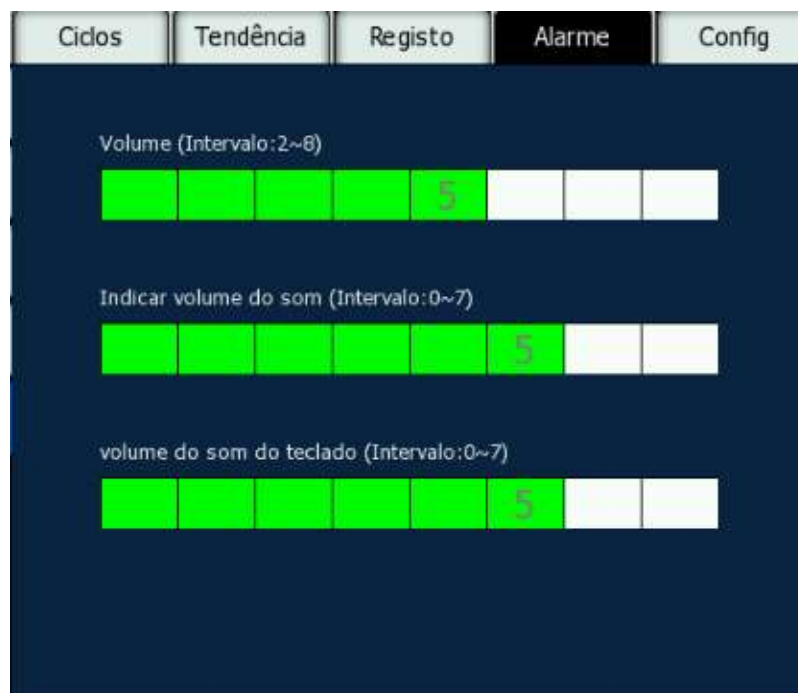 Ciclos Tendência Registo Alarme Config
Volume (Intervalo:2~8)
5
Indicar volume do som (Intervalo:0~7)
5
volume do som do teclado (Intervalo:0~7)
5